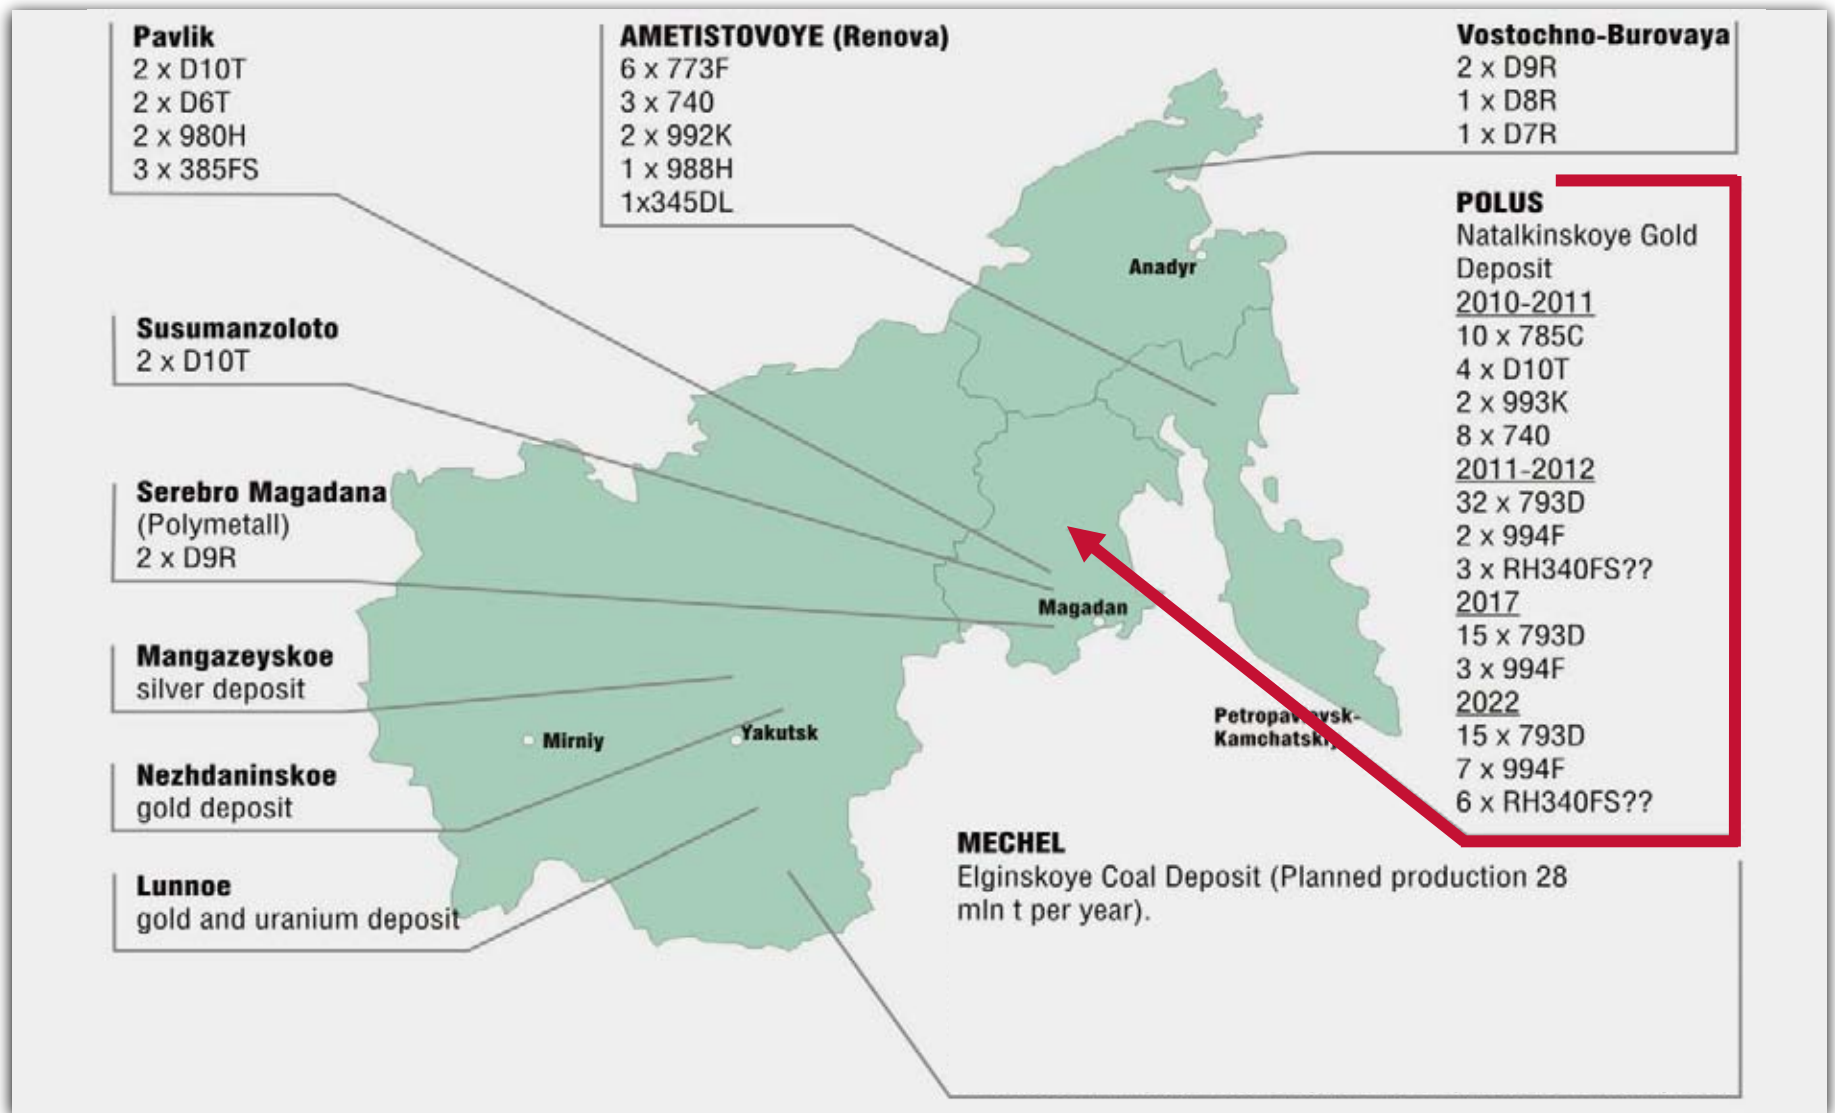 Pavlik
2 x D10T
2 x D6T
2 x 980H
3 x 385FS
AMETISTOVOYE (Renova)
6 x 773F
3 x 740
2 x 992K
1 x 988H
1x345DL
Vostochno-Burovaya
2 x D9R
1 x D8R
1 x D7R
POLUS
Natalkinskoye Gold
Deposit
2010-2011
10 x 785C
4 x D10T
2 x 993K
8 x 740
2011-2012
32 x 793D
2 x 994F
3 x RH340FS??
2017
15 x 793D
3 x 994F
2022
15 x 793D
7 x 994F
6 x RH340FS??
Susumanzoloto
2 x D10T
Serebro Magadana
(Polymetall)
2 x D9R
Mangazeyskoe
silver deposit
Nezhdaninskoe
gold deposit
Lunnoe
gold and uranium deposit
Anadyr
Magadan
Mirniy
Yakutsk
Petropavlovsk-
Kamchatskiy
MECHEL
Elginskoye Coal Deposit (Planned production 28
mln t per year).